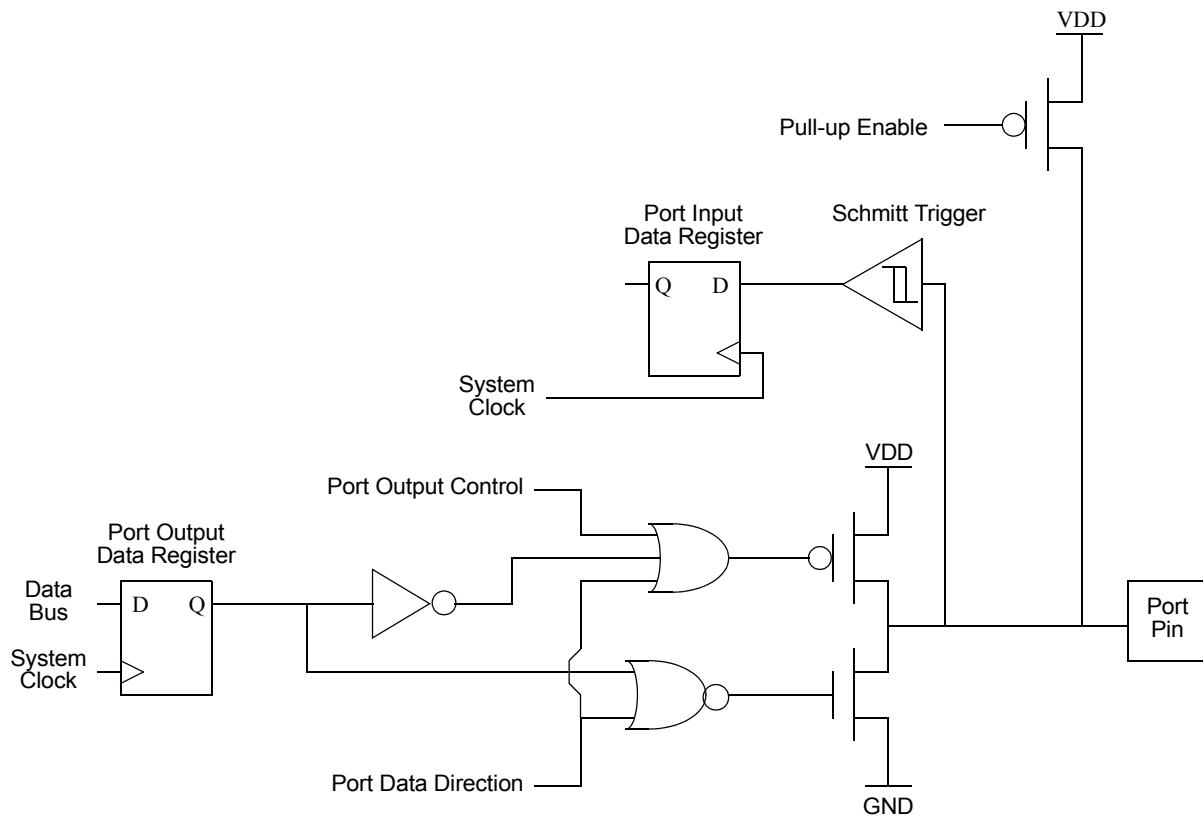 VDD
Pull-up Enable
Port Input
Data Register
Schmitt Trigger
Q
D
System
Clock
VDD
Port Output Control
Port Output
Data Register
Data
Bus
D
Q
System
Clock
Port
Pin
Port Data Direction
GND